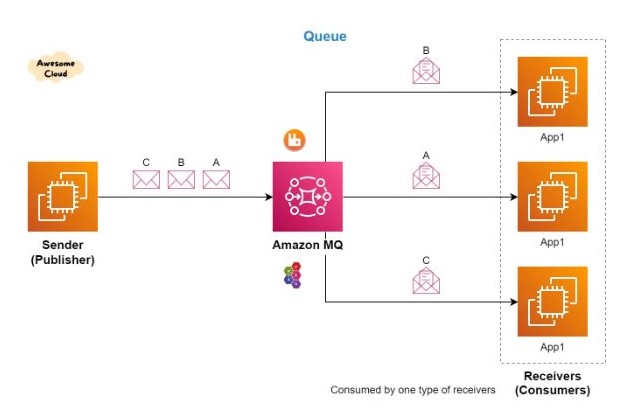 Queue
Awesome
Cloud
B
App1
C B A
A
Sender
(Publisher)
Amazon MQ
App1
C
App1
Receivers
(Consumers)
Consumed by one type of receivers